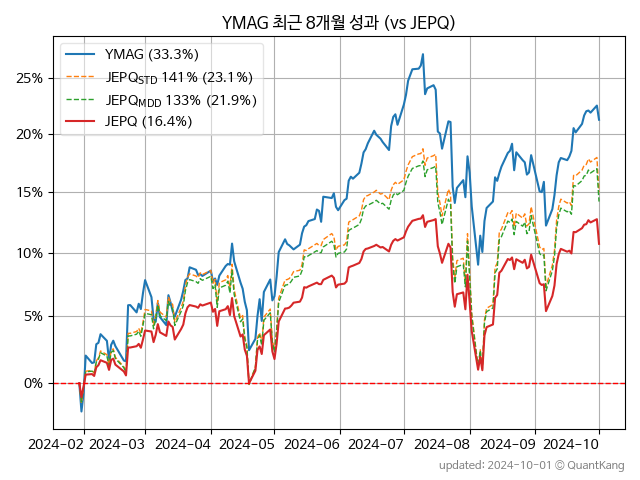 YMAG 최근 8개월 성과 (vs JEPQ)
YMAG (33.3%)
JEPQSTD 141% (23.1%)
JEPQMDD 133% (21.9%)
JEPQ (16.4%)
25%
20%
15%
10%
5%
0%
2024-02 2024-03 2024-04 2024-05 2024-06 2024-07 2024-08 2024-09 2024-10
updated: 2024-10-01 © QuantKang